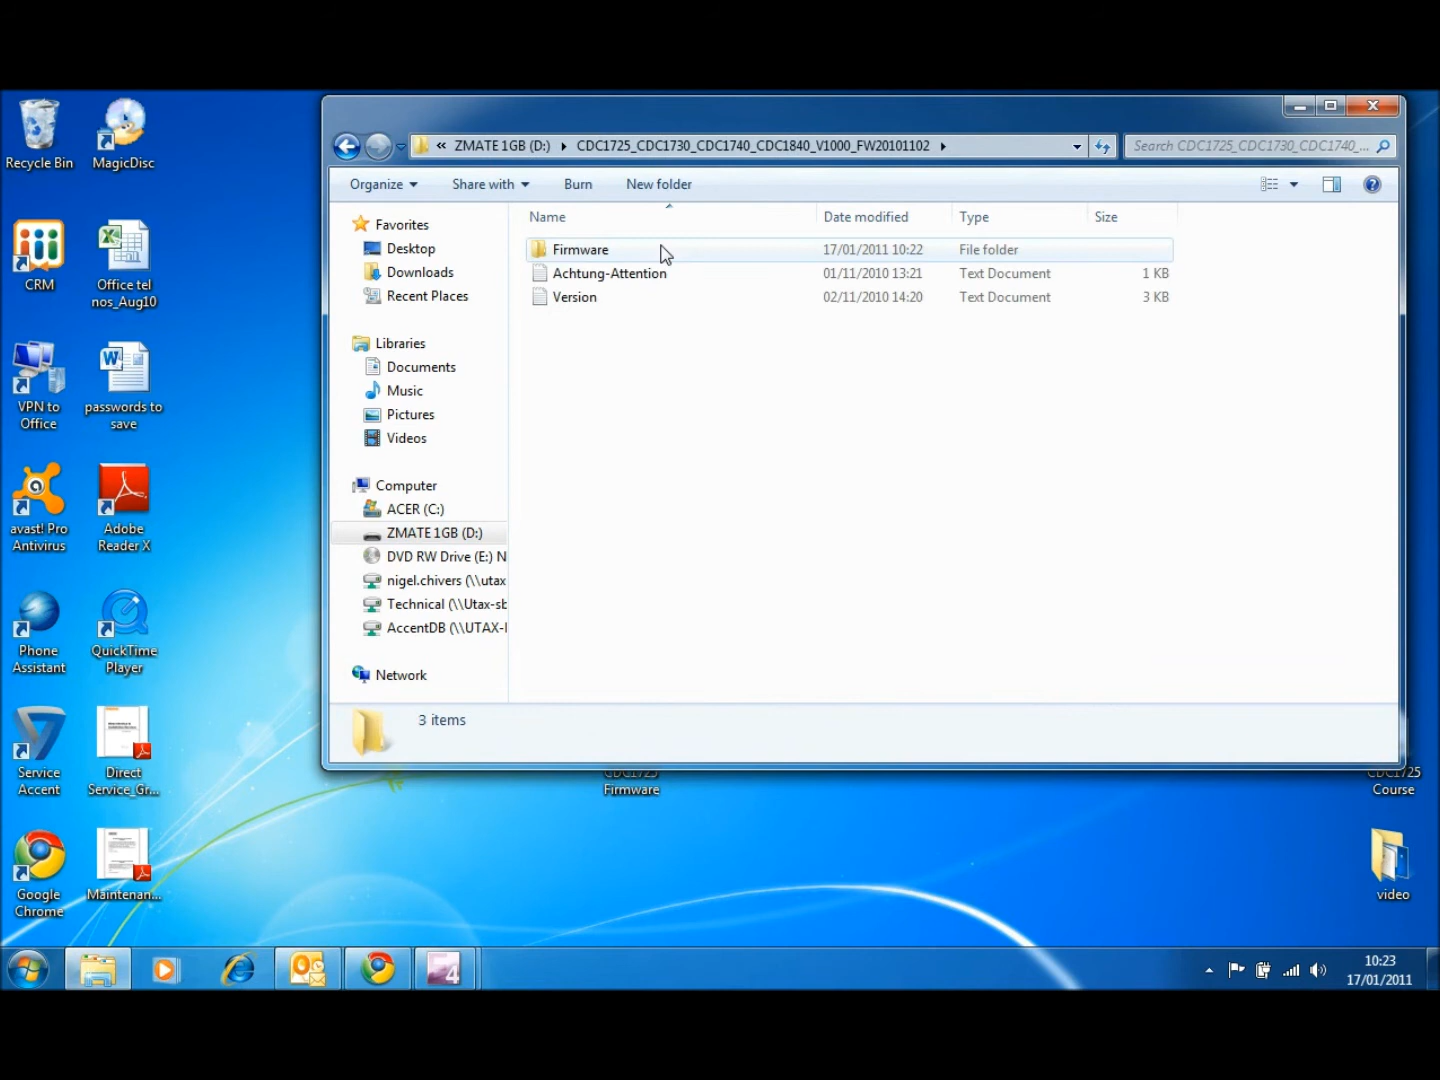 Recycle Bin
MagicDisc
CRM
Office tel
nos_Aug10
VPN to
Office
passwords to
save
avast! Pro
Antivirus
Adobe
Reader X
Phone
Assistant
QuickTime
Player
Service
Accent
Direct
Service_Gr...
Google
Chrome
Maintenan...
« ZMATE 1GB (D:) CDC1725_CDC1730_CDC1740_CDC1840_V1000_FW20101102
Search CDC1725_CDC1730_CDC1740_...
Organize Share with Burn New folder
Name Date modified Type Size
Firmware 17/01/2011 10:22 File folder
Achtung-Attention 01/11/2010 13:21 Text Document 1 KB
Version 02/11/2010 14:20 Text Document 3 KB
Favorites
Desktop
Downloads
Recent Places
Libraries
Documents
Music
Pictures
Videos
Computer
ACER (C:)
ZMATE 1GB (D:)
DVD RW Drive (E:) N
nigel.chivers (\\utax
Technical (\\Utax-sb
AccentDB (\\UTAX-
Network
3 items
CDC1725
Firmware
CDC1725
Course
video
4
10:23
17/01/2011